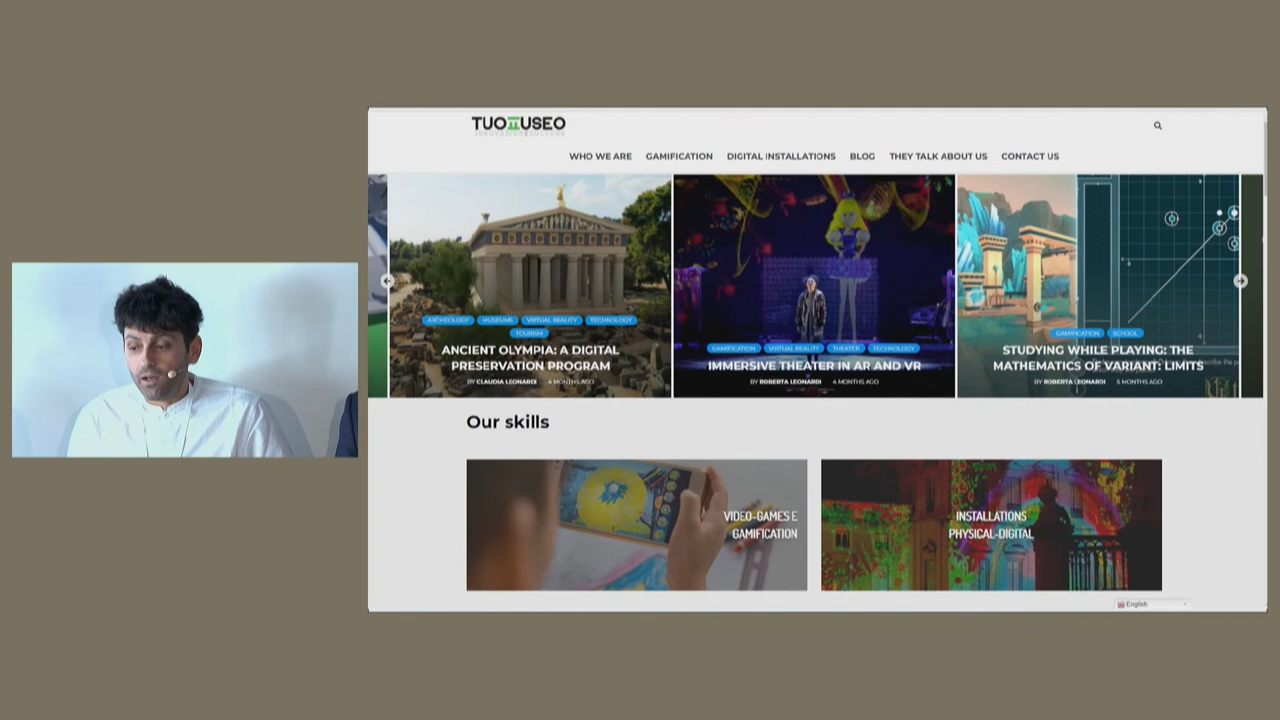 TUOMUSEO
WHO WE ARE GAMIFICATION DIGITAL INSTALLATIONS BLOG THEY TALK ABOUT US CONTACT US
ARCHEOLOGY MUSEUMS VIRTUAL REALITY TECHNOLOGY
TOURISM
ANCIENT OLYMPIA: A DIGITAL
PRESERVATION PROGRAM
BY CLAUDIA LEONARDI 4 MONTHS AGO
GAMIFICATION VIRTUAL REALITY THEATER TECHNOLOGY
IMMERSIVE THEATER IN AR AND VR
BY ROBERTA LEONARDI 4 MONTHS AGO
GAMIFICATION SCHOOL
STUDYING WHILE PLAYING: THE
MATHEMATICS OF VARIANT: LIMITS
BY ROBERTA LEONARDI 5 MONTHS AGO
Our skills
VIDEO-GAMES E
GAMIFICATION
INSTALLATIONS
PHYSICAL-DIGITAL
English